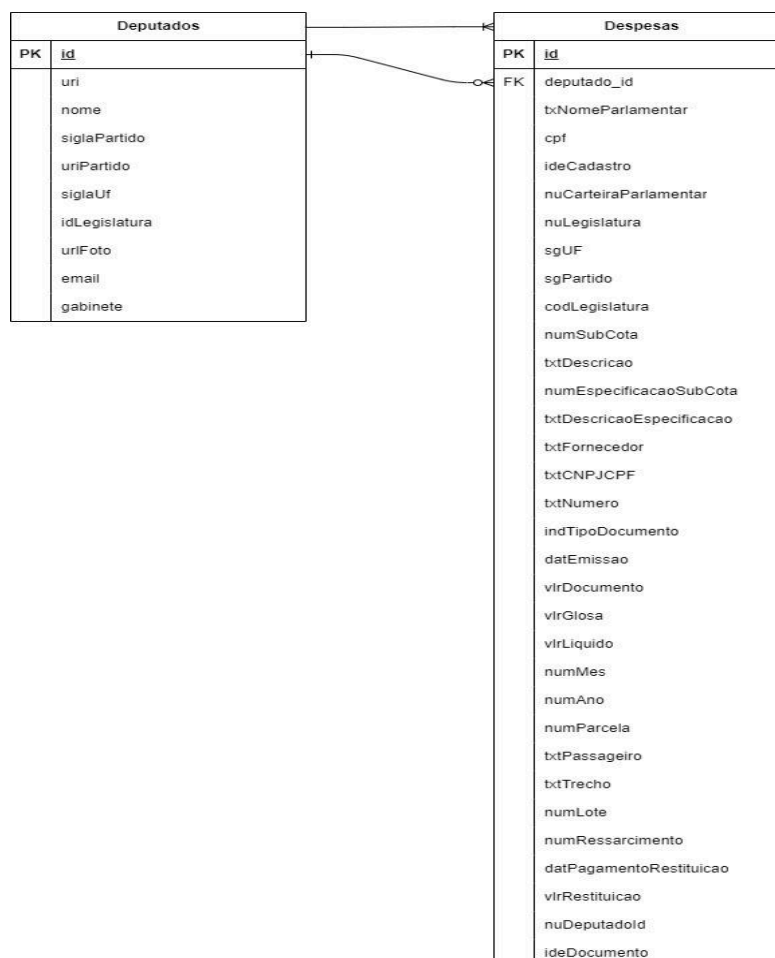 Deputados
PK id
uri
nome
siglaPartido
uriPartido
siglaUf
idLegislatura
urlFoto
email
gabinete
Despesas
PK id
FK deputado_id
txNomeParlamentar
cpf
ideCadastro
nuCarteiraParlamentar
nuLegislatura
sgUF
sgPartido
codLegislatura
numSubCota
txtDescricao
numEspecificacaoSubCota
txtDescricaoEspecificacao
txtFornecedor
txtCNPJCPF
txtNumero
indTipoDocumento
datEmissao
vlrDocumento
vlrGlosa
vlrLiquido
numMes
numAno
numParcela
txtPassageiro
txtTrecho
numLote
numRessarcimento
datPagamentoRestituicao
vlrRestituicao
nuDeputadoId
ideDocumento